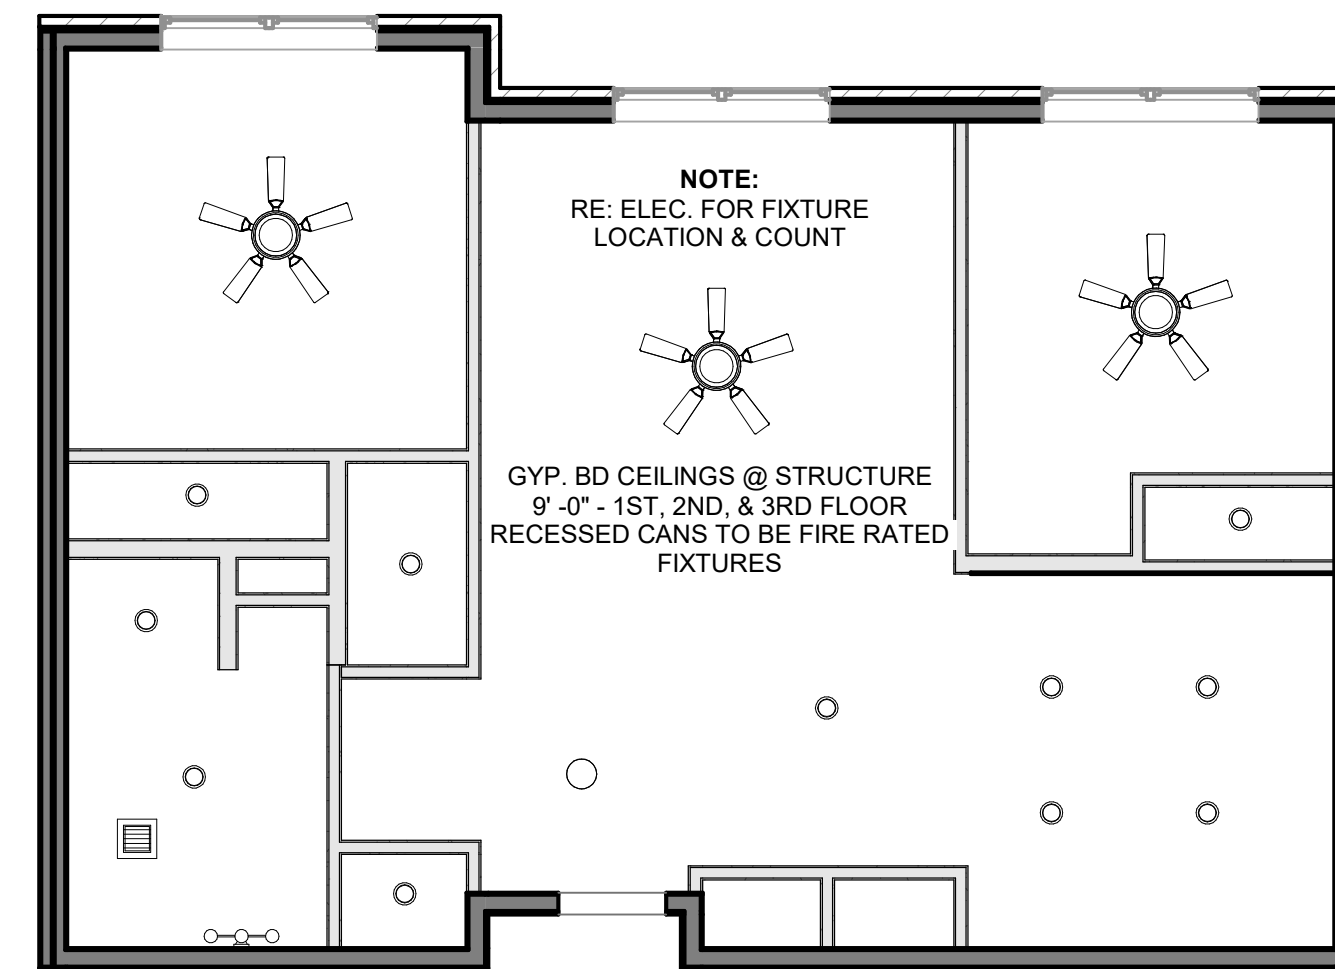 NOTE:
RE: ELEC. FOR FIXTURE
LOCATION & COUNT
GYP. BD CEILINGS @ STRUCTURE
9' -0" - 1ST, 2ND, & 3RD FLOOR
RECESSED CANS TO BE FIRE RATED
FIXTURES